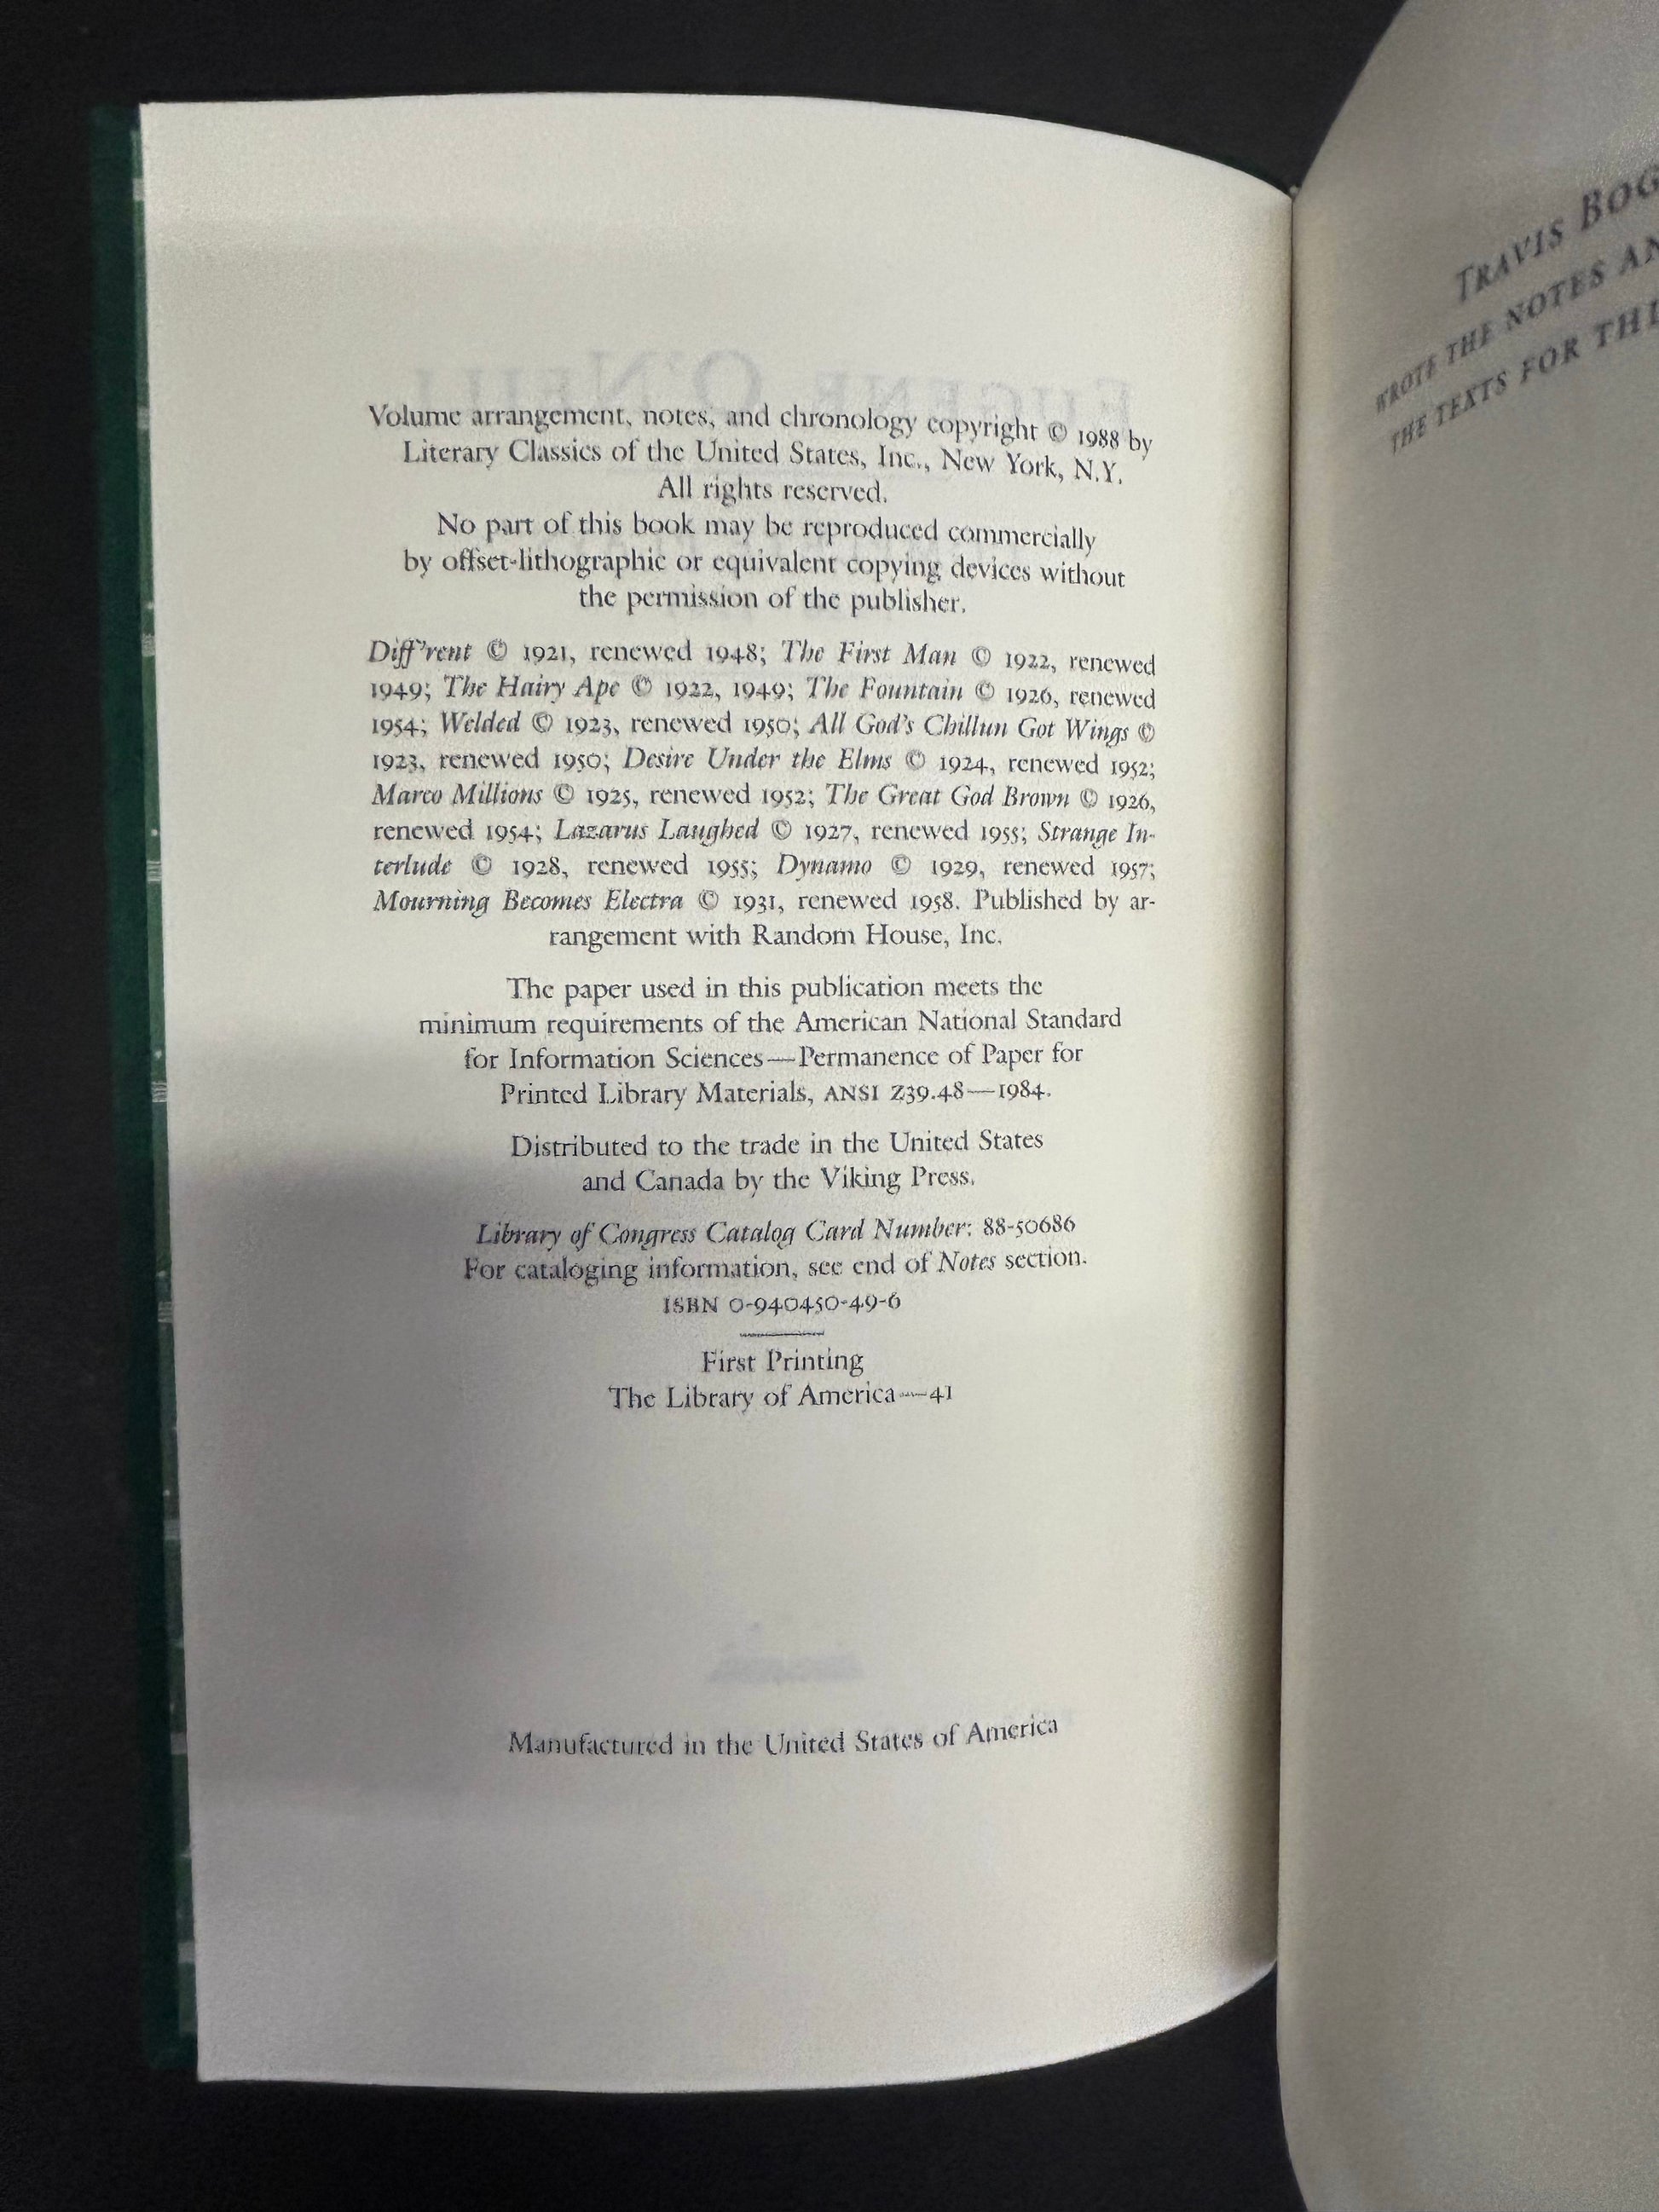 Volume arrangement, notes, and chronology copyright © 1988 by
Literary Classics of the United States, Inc., New York, N.Y.
All rights reserved.
No part of this book may be reproduced commercially
by offset-lithographic or equivalent copying devices without
the permission of the publisher.
Diff'rent © 1921, renewed 1948; The First Man © 1922, renewed
1949; The Hairy Ape © 1922, 1949; The Fountain © 1926, renewed
1954; Welded © 1923, renewed 1950; All God's Chillun Got Wings ©
1923, renewed 1950; Desire Under the Elms © 1924, renewed 1952;
Marco Millions © 1925, renewed 1952; The Great God Brown © 1926,
renewed 1954; Lazarus Laughed © 1927, renewed 1955; Strange In-
terlude © 1928, renewed 1955; Dynamo © 1929, renewed 1957;
Mourning Becomes Electra © 1931, renewed 1958. Published by ar-
rangement with Random House, Inc.
The paper used in this publication meets the
minimum requirements of the American National Standard
for Information Sciences—Permanence of Paper for
Printed Library Materials, ANSI Z39.48—1984.
Distributed to the trade in the United States
and Canada by the Viking Press.
Library of Congress Catalog Card Number: 88-50686
For cataloging information, see end of Notes section.
ISBN 0-940450-49-6
First Printing
The Library of America—41
Manufactured in the United States of America
TRAVIS BOG
WROTE THE NOTES AN
THE TEXTS FOR THI